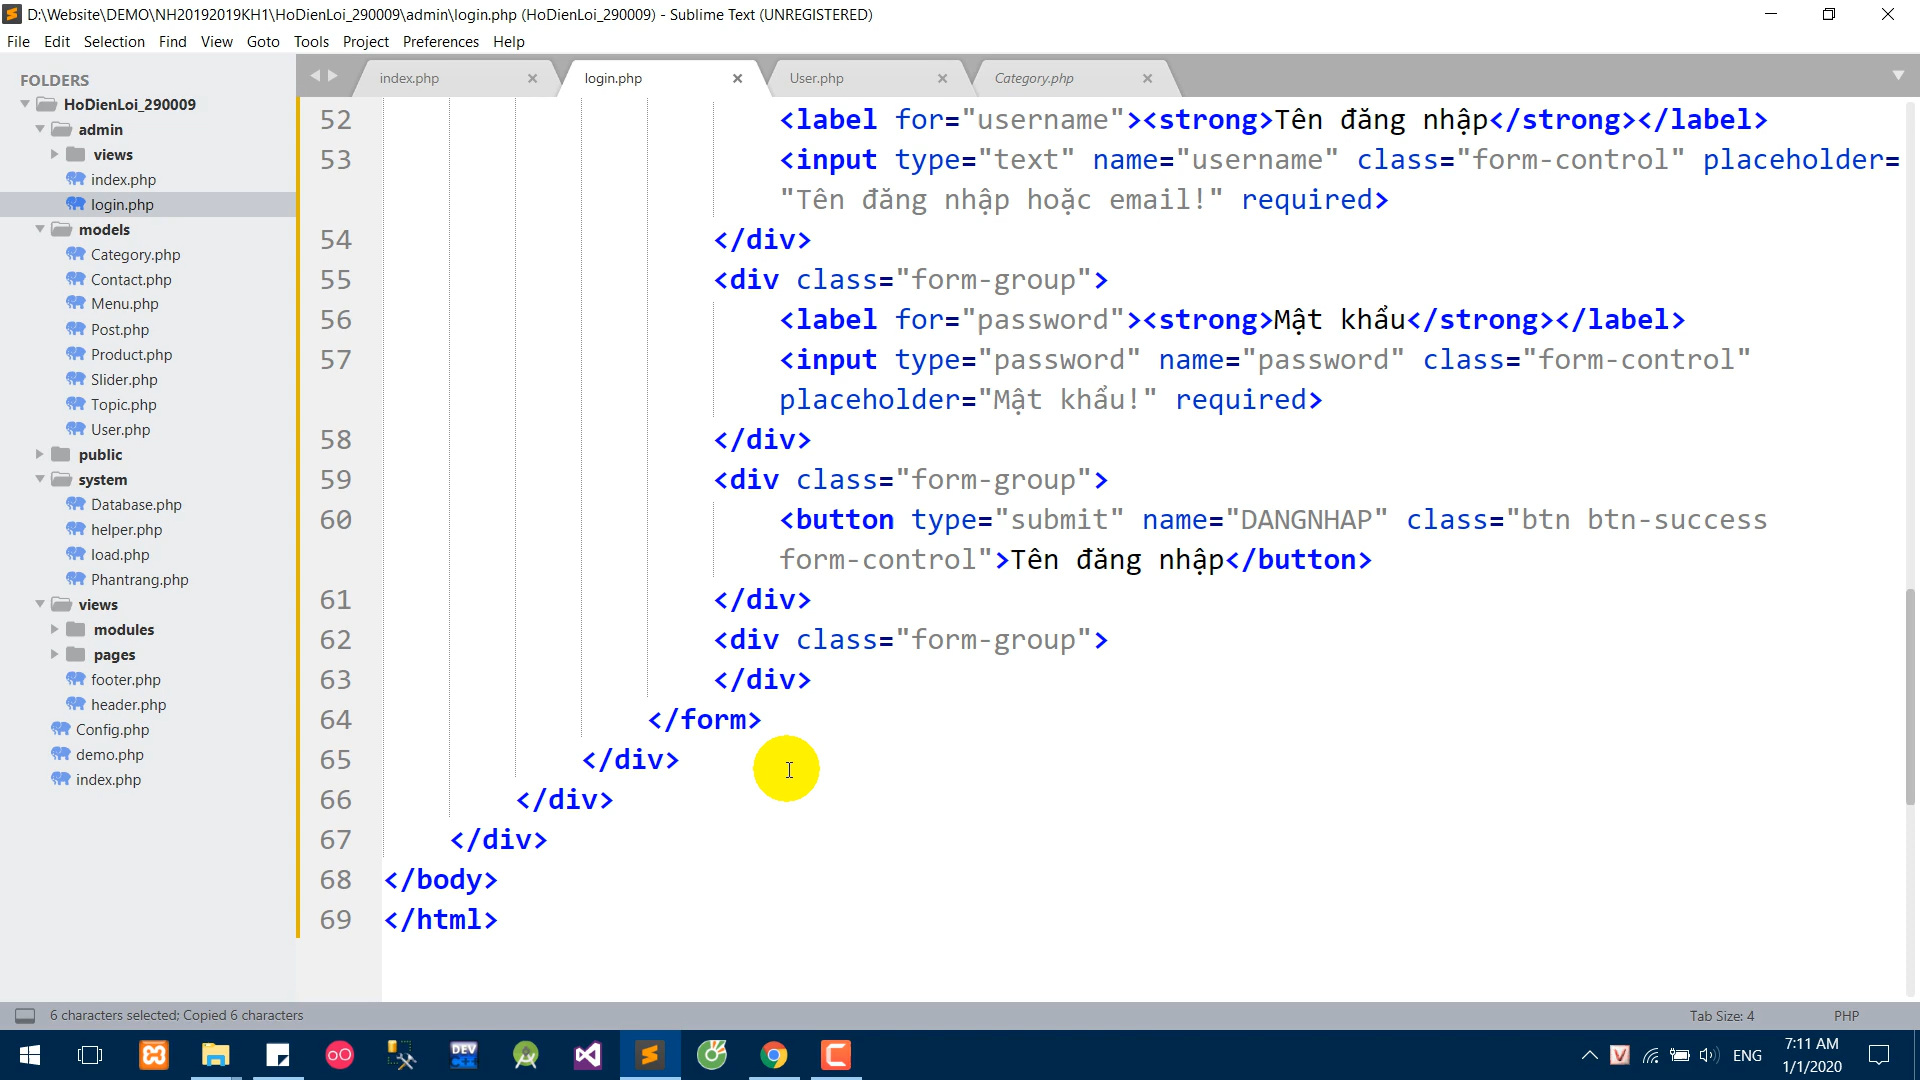 D:\Website\DEMO\NH20192019KH1\HoDienLoi_290009\admin\login.php (HoDienLoi_290009) - Sublime Text (UNREGISTERED)
File Edit Selection Find View Goto Tools Project Preferences Help
FOLDERS
HoDienLoi_290009
admin
views
index.php
login.php
models
Category.php
Contact.php
Menu.php
Post.php
Product.php
Slider.php
Topic.php
User.php
public
system
Database.php
helper.php
load.php
Phantrang.php
views
modules
pages
footer.php
header.php
Config.php
demo.php
index.php
index.php login.php User.php Category.php
52 <label for="username"><strong>Tên đăng nhập</strong></label>
53 <input type="text" name="username" class="form-control" placeholder=
"Tên đăng nhập hoặc email!" required>
54 </div>
55 <div class="form-group">
56 <label for="password"><strong>Mật khẩu</strong></label>
57 <input type="password" name="password" class="form-control"
placeholder="Mật khẩu!" required>
58 </div>
59 <div class="form-group">
60 <button type="submit" name="DANGNHAP" class="btn btn-success
form-control">Tên đăng nhập</button>
61 </div>
62 <div class="form-group">
63 </div>
64 </form>
65 </div>
66 </div>
67 </div>
68 </body>
69 </html>
6 characters selected; Copied 6 characters
Tab Size: 4 PHP
DEV
ENG
7:11 AM
1/1/2020